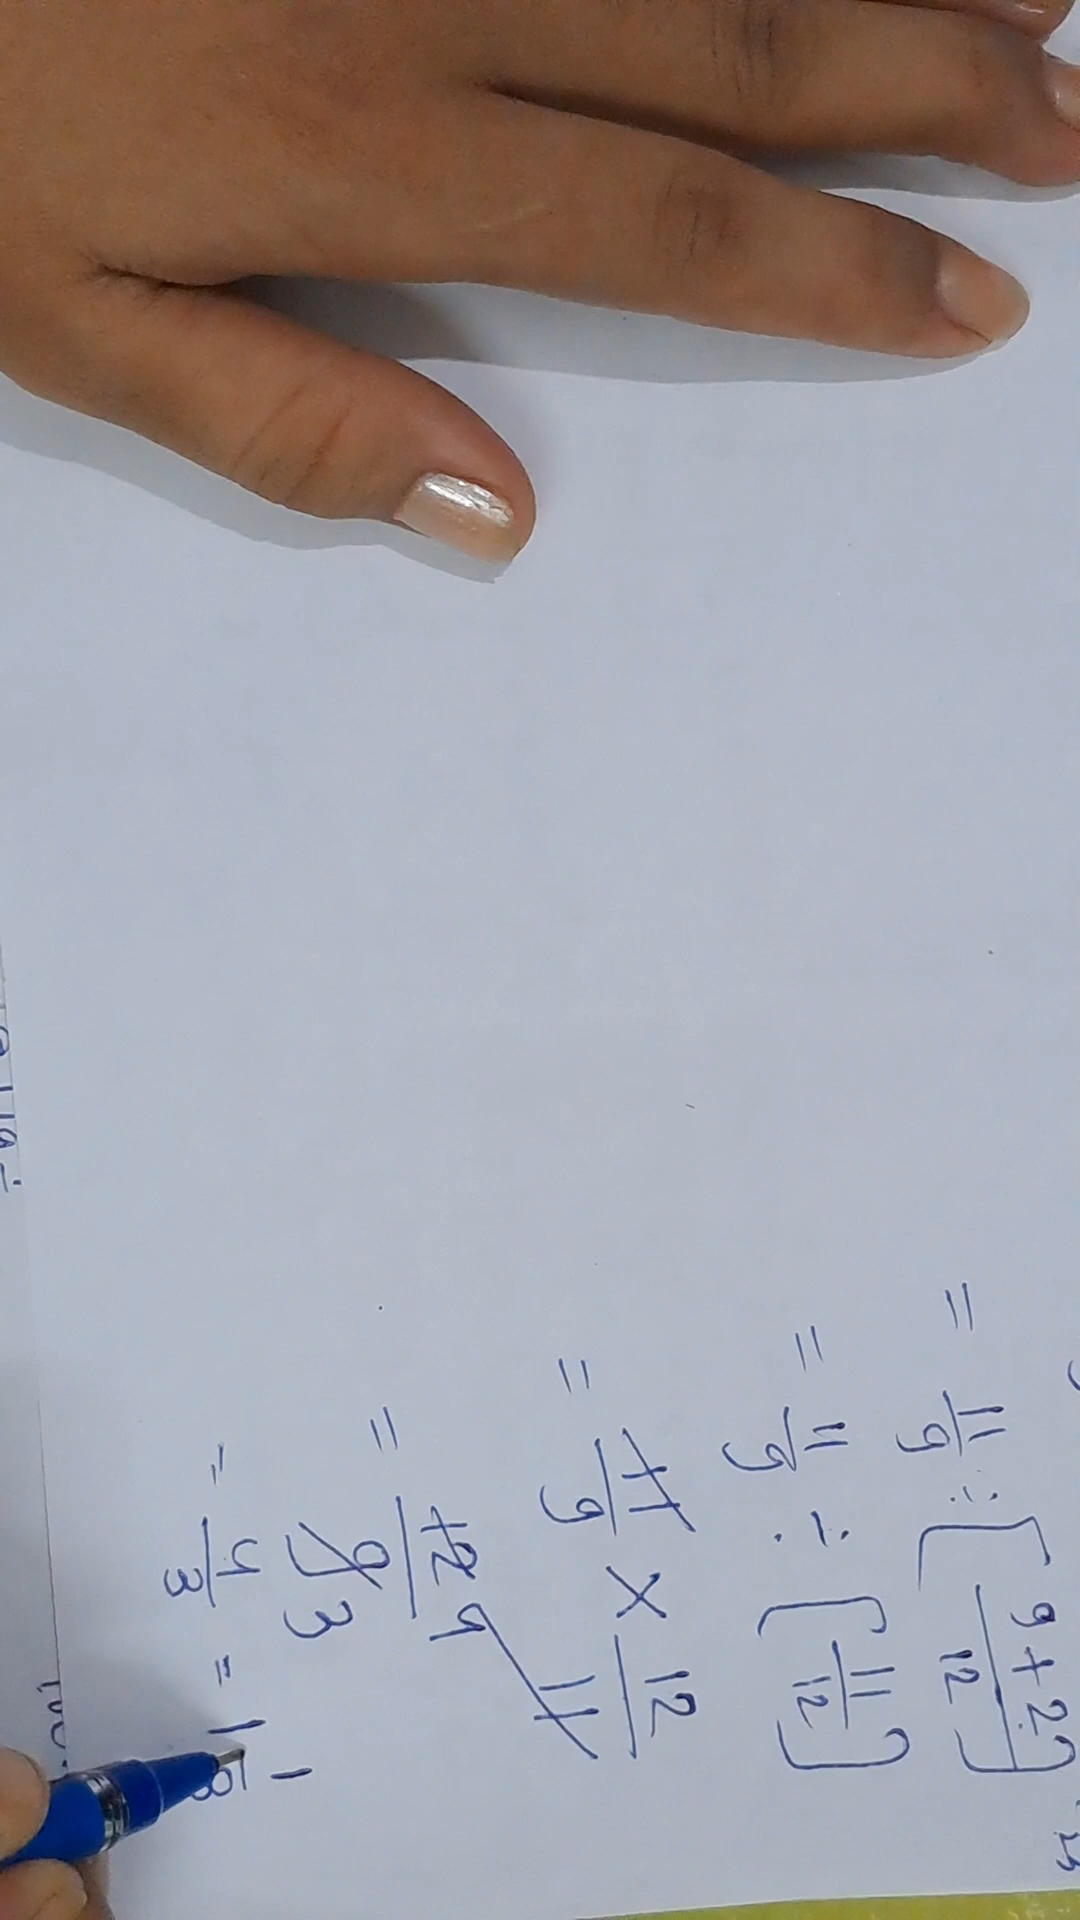 = 11/9 ÷ [9+2/12]
= 11/9 ÷ [11/12]
= 11/9 × 12/11
= 12 4/9 3
= 4/3 = 1 1/3